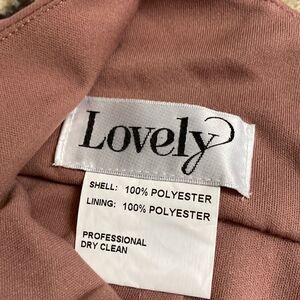 Lovely
SHELL: 100% POLYESTER
LINING: 100% POLYESTER
PROFESSIONAL
DRY CLEAN